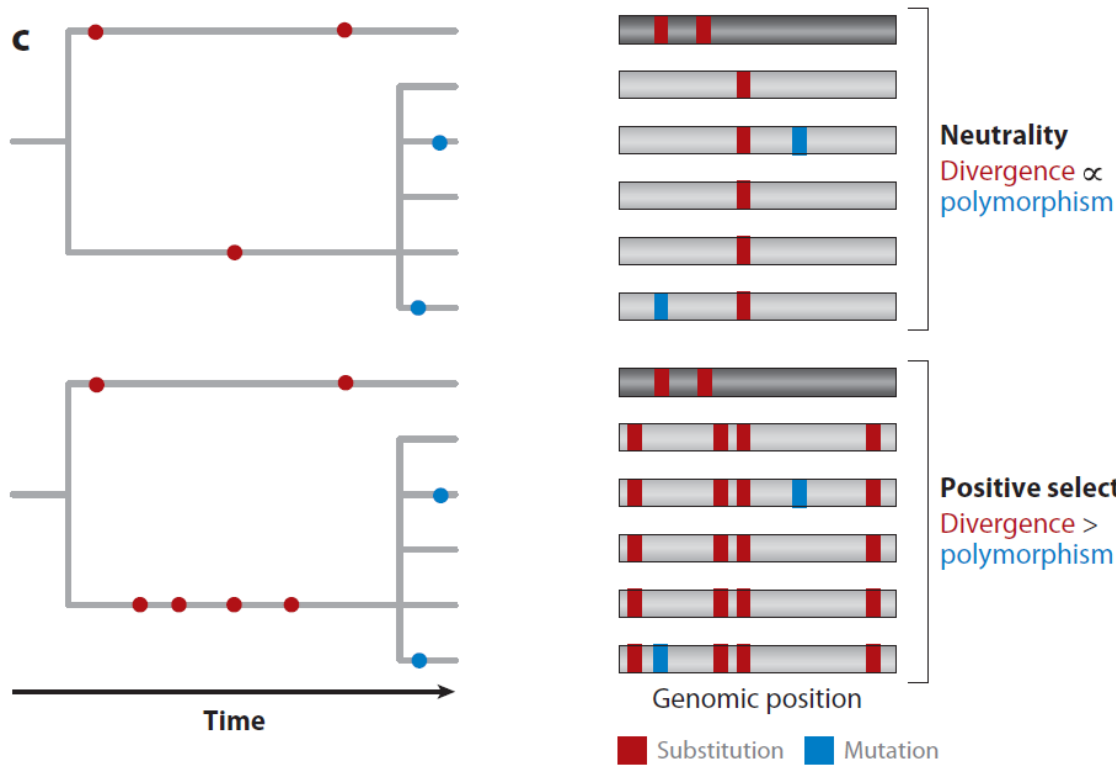 c
Neutrality
Divergence ∝
polymorphism
Positive select
Divergence >
polymorphism
Time
Genomic position
Substitution
Mutation